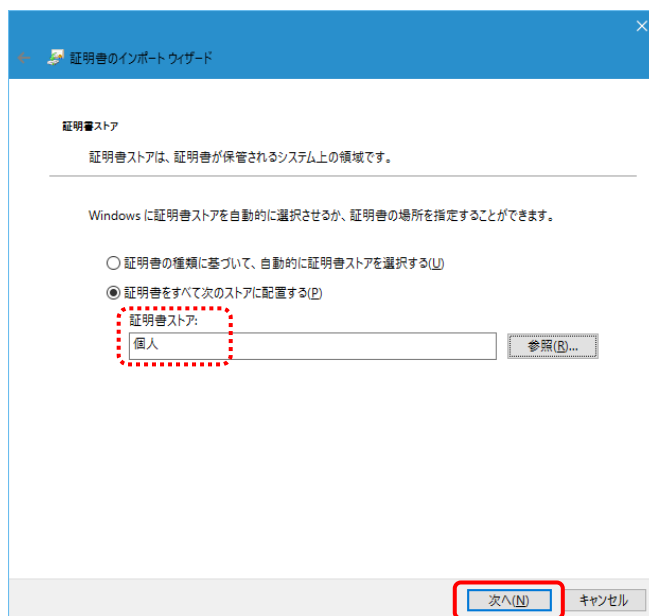 証明書のインポート ウィザード
証明書ストア
証明書ストアは、証明書が保管されるシステム上の領域です。
Windows に証明書ストアを自動的に選択させるか、証明書の場所を指定することができます。
証明書の種類に基づいて、自動的に証明書ストアを選択する(U)
証明書をすべて次のストアに配置する(P)
証明書ストア:
個人 参照(R)...
次へ(N) キャンセル